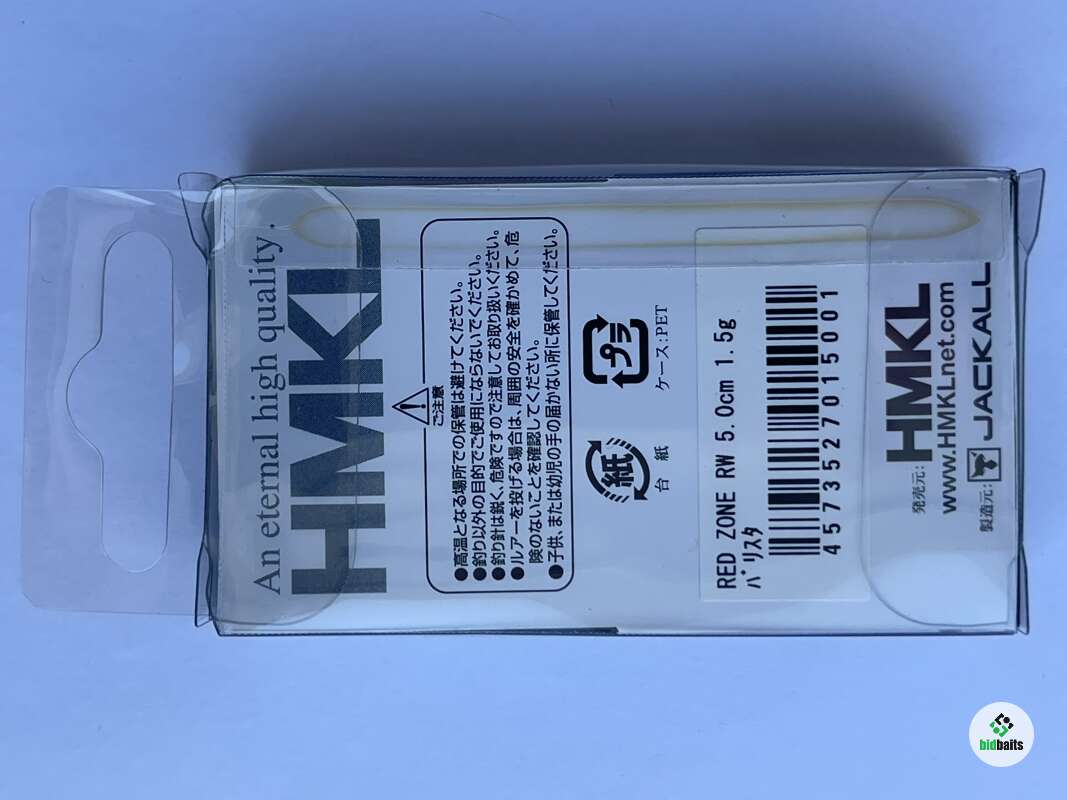 An eternal high quality.
HMKL
ご注意
●高温となる場所での保管は避けてください。
●釣り以外の目的でご使用にならないでください。
●釣り針は鋭く、危険ですので注意してお取り扱いください。
●ルアーを投げる場合は、周囲の安全を確かめて、危
険のないことを確認してください。
●子供、または幼児の手の届かない所に保管してください。
紙
台紙
プラ
ケース:PET
RED ZONE RW 5.0cm 1.5g
バリスタ
4573527015001
発売元: HMKL
www.HMKLnet.com
製造元: JACKALL
bidbaits